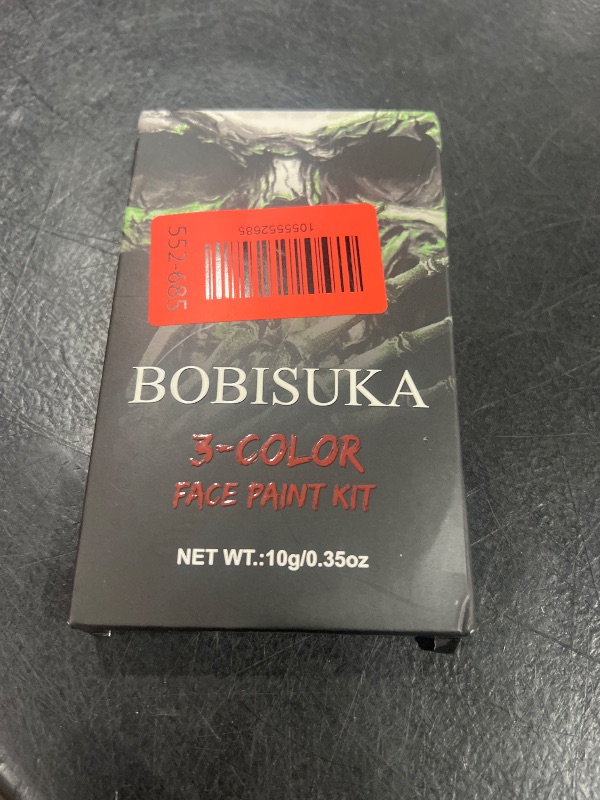 1055552685
552-685
BOBISUKA
3-COLOR
FACE PAINT KIT
NET WT.:10g/0.35oz